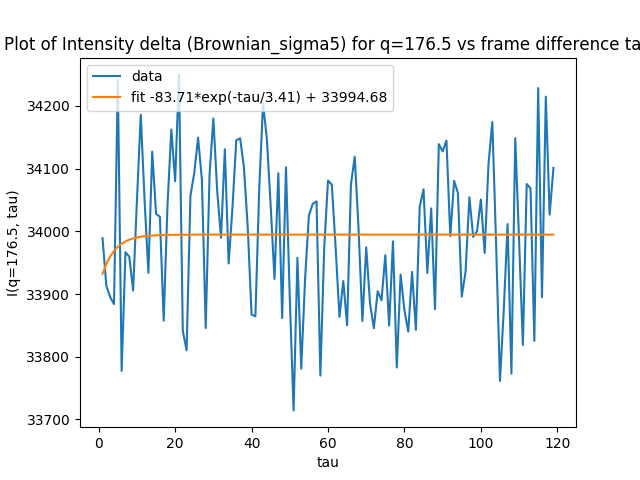 Plot of Intensity delta (Brownian_sigma5) for q=176.5 vs frame difference ta
data
fit -83.71*exp(-tau/3.41) + 33994.68
I(q=176.5, tau)
34200
34100
34000
33900
33800
33700
0 20 40 60 80 100 120
tau